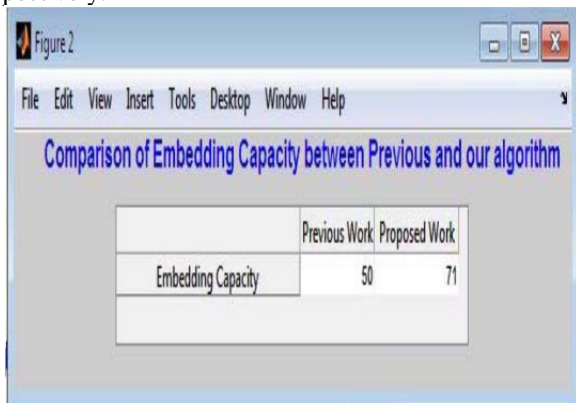 Figure 2
File Edit View Insert Tools Desktop Window Help
Comparison of Embedding Capacity between Previous and our algorithm
Previous Work Proposed Work
Embedding Capacity 50 71